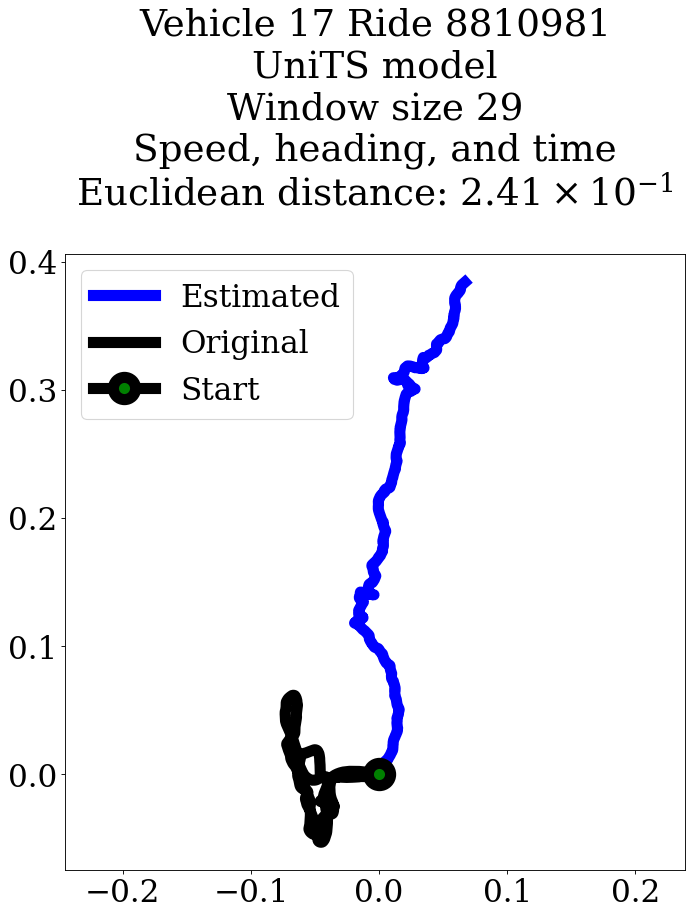 Vehicle 17 Ride 8810981
UniTS model
Window size 29
Speed, heading, and time
Euclidean distance: 2.41 × 10⁻¹
Estimated
Original
Start
0.4
0.3
0.2
0.1
0.0
−0.2 −0.1 0.0 0.1 0.2